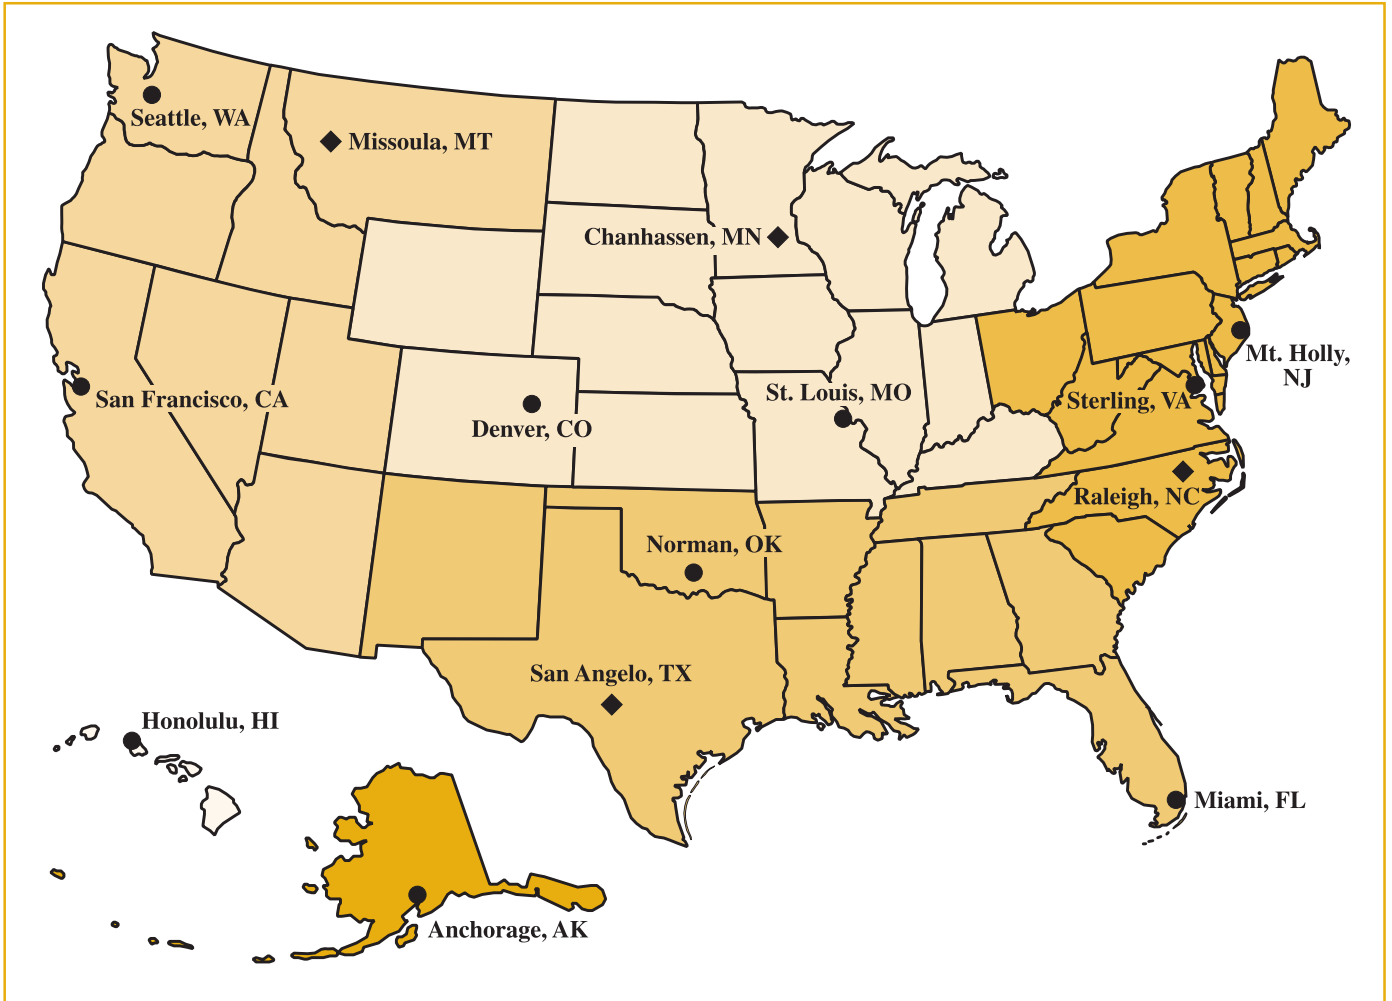 Seattle, WA
Missoula, MT
Chanhassen, MN
Mt. Holly,
NJ
San Francisco, CA
St. Louis, MO
Sterling, VA
Denver, CO
Raleigh, NC
Norman, OK
San Angelo, TX
Honolulu, HI
Miami, FL
Anchorage, AK